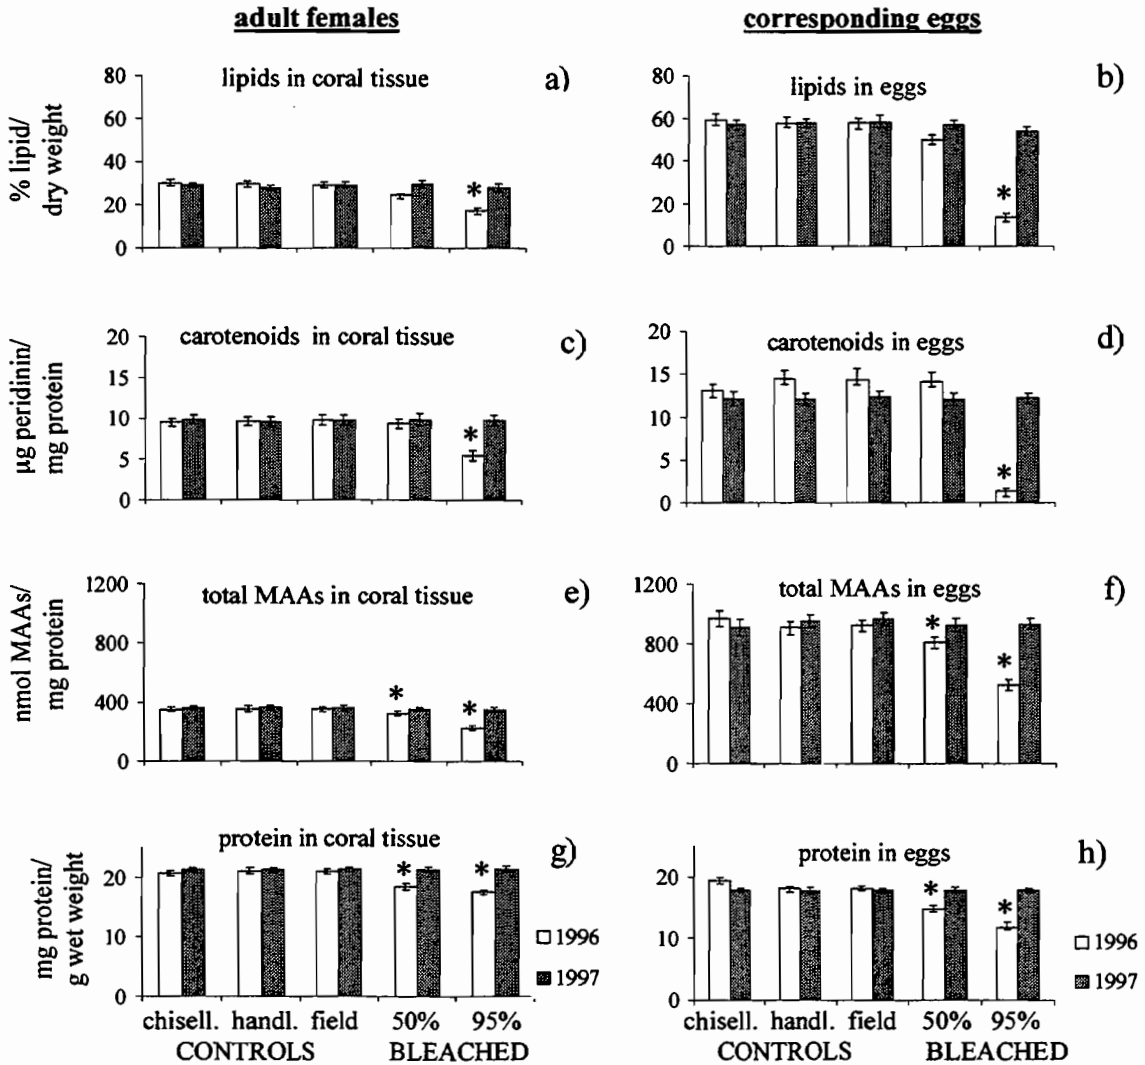 adult females
corresponding eggs
lipids in coral tissue
a)
% lipid/
dry weight
80
60
40
20
0
*
lipids in eggs
b)
80
60
40
20
0
*
carotenoids in coral tissue
c)
µg peridinin/
mg protein
20
15
10
5
0
*
carotenoids in eggs
d)
20
15
10
5
0
*
total MAAs in coral tissue
e)
nmol MAAs/
mg protein
1200
800
400
0
* *
total MAAs in eggs
f)
1200
800
400
0
* *
protein in coral tissue
g)
mg protein/
g wet weight
20
10
0
* *
1996
1997
chisell. handl. field 50% 95%
CONTROLS BLEACHED
protein in eggs
h)
20
10
0
* *
1996
1997
chisell. handl. field 50% 95%
CONTROLS BLEACHED